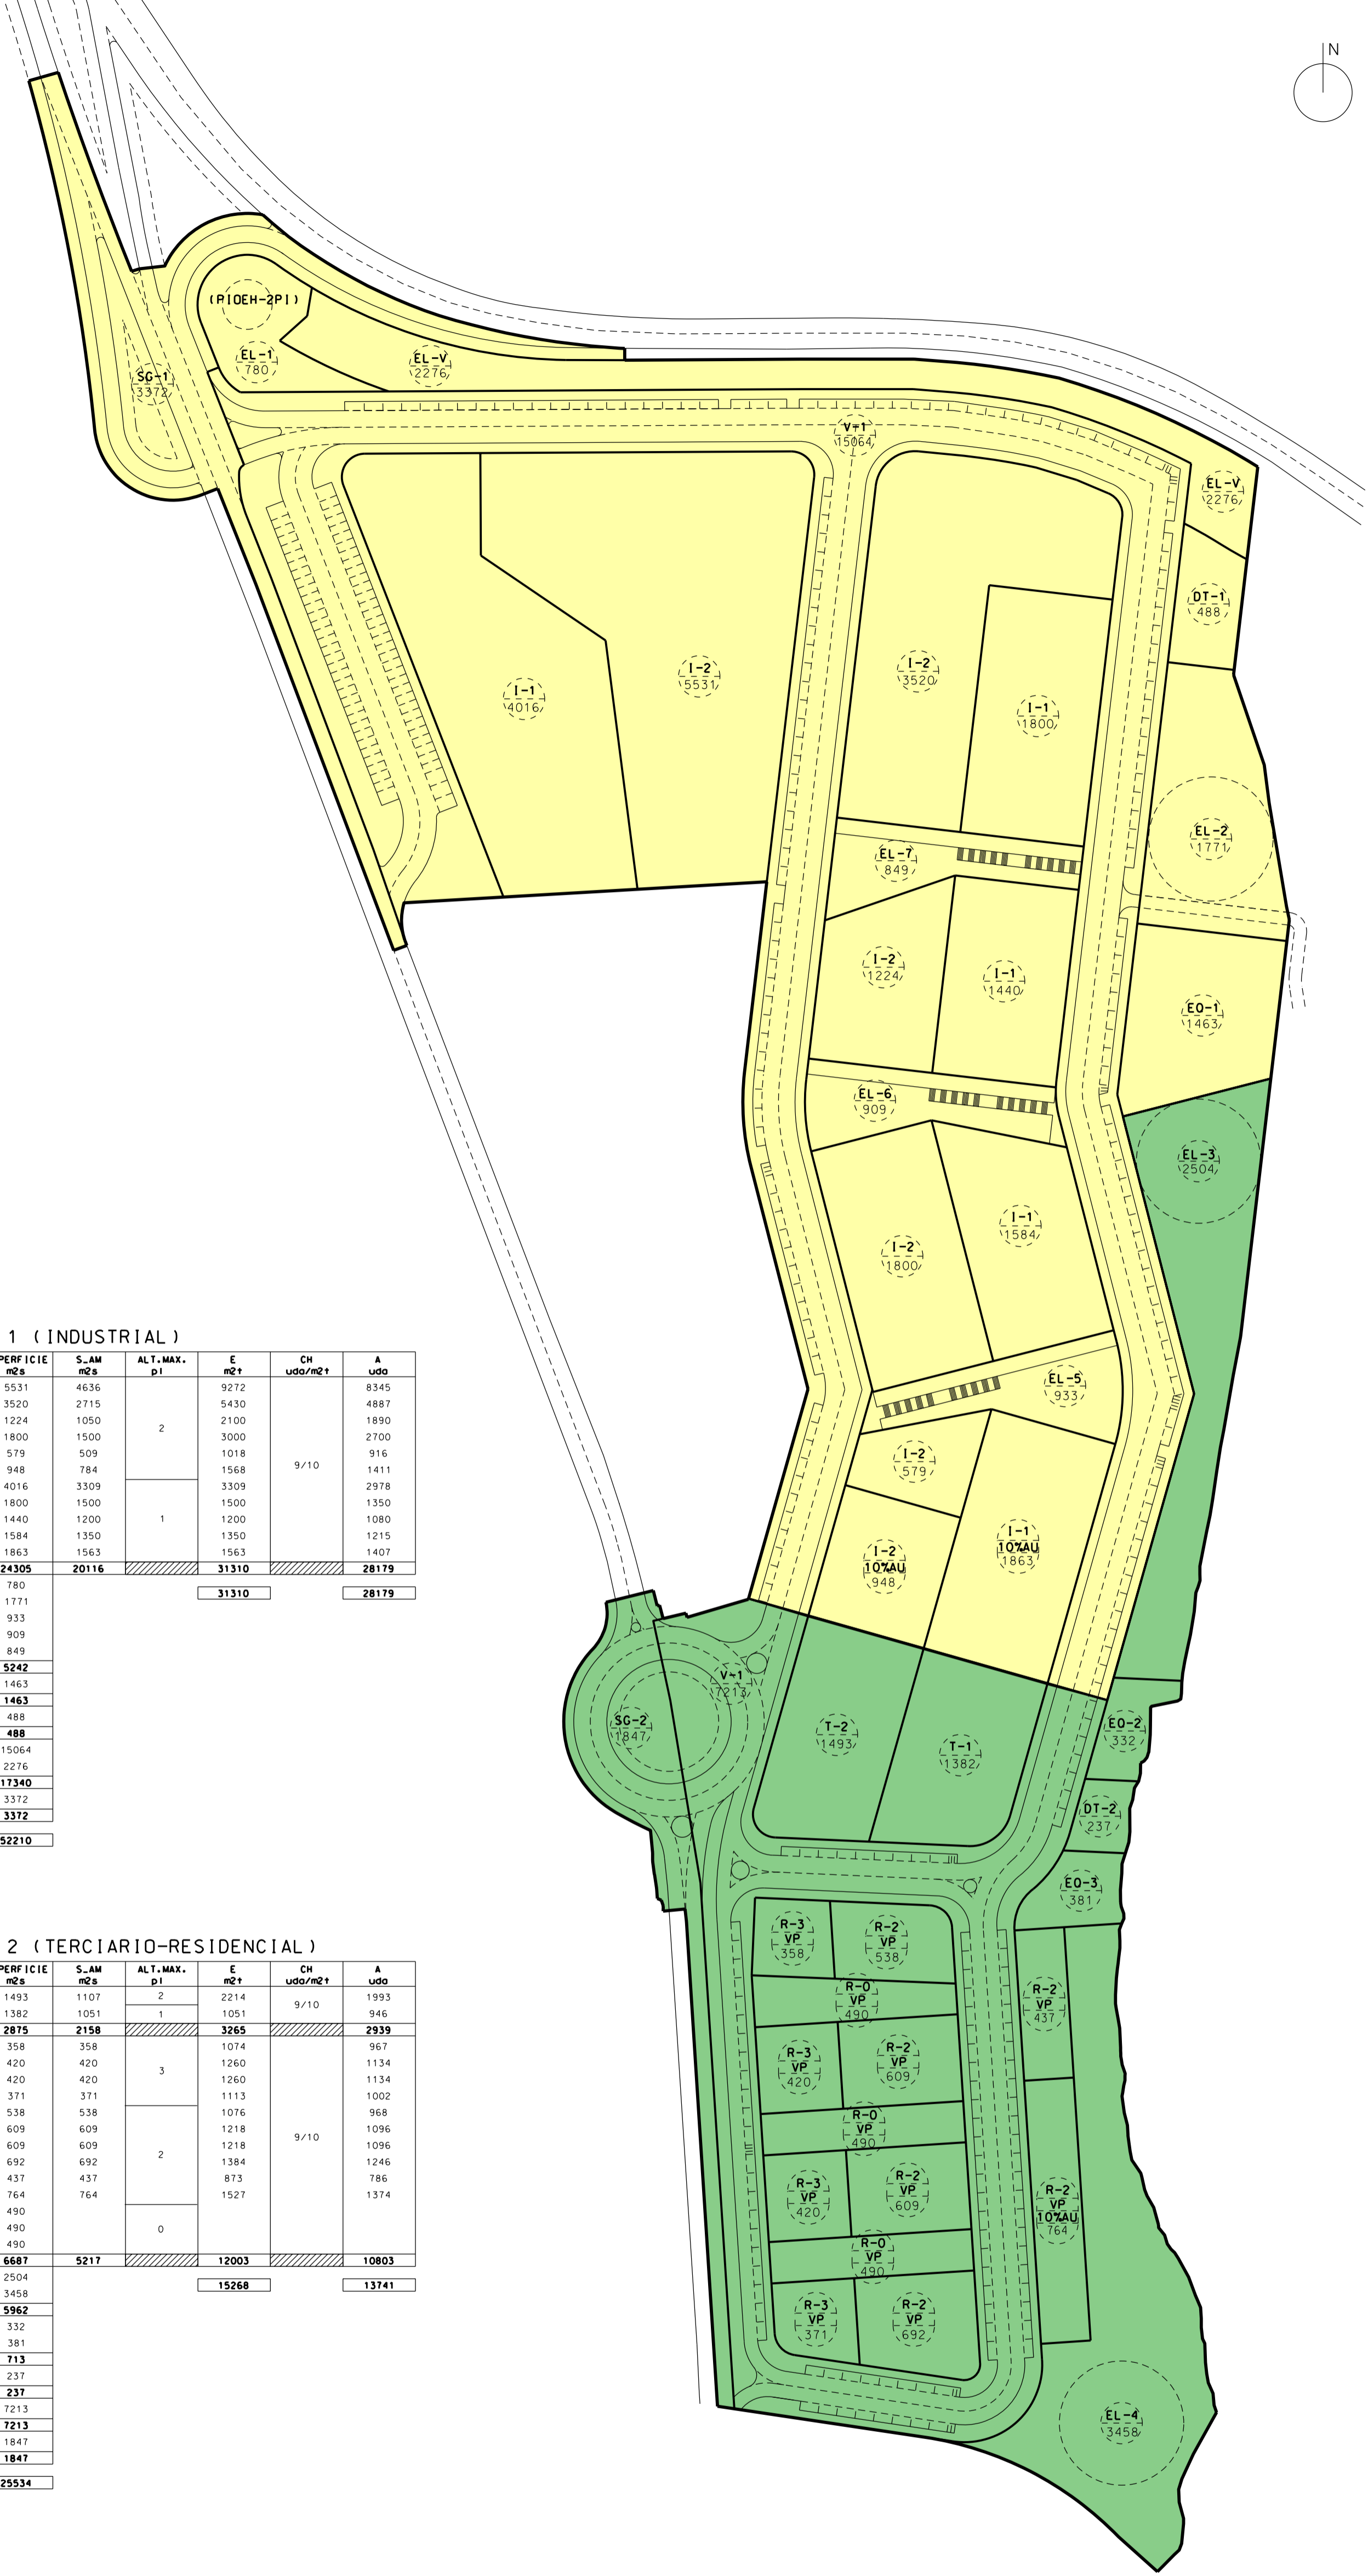 N
(PIOEH-2PI)
EL-1
780
EL-V
2276
SG-1
3372
V-1
15064
EL-V
2276
DT-1
488
I-1
4016
I-2
5531
I-2
3520
I-1
1800
EL-2
1771
EL-7
849
I-2
1224
I-1
1440
EO-1
1463
EL-6
909
EL-3
2504
I-2
1800
I-1
1584
EL-5
933
I-2
579
I-2
10%AU
948
I-1
10%AU
1863
V-1
7213
SG-2
1847
T-2
1493
T-1
1382
EO-2
332
DT-2
237
EO-3
381
R-3
VP
358
R-2
VP
538
R-0
VP
490
R-2
VP
437
R-3
VP
420
R-2
VP
609
R-0
VP
490
R-3
VP
420
R-2
VP
609
R-2
VP
10%AU
764
R-0
VP
490
R-3
VP
371
R-2
VP
692
EL-4
3458
1 (INDUSTRIAL)
PERFICIE S_AM ALT.MAX. E CH A
m2s m2s pl m2t uda/m2t uda
5531 4636 9272 8345
3520 2715 5430 4887
1224 1050 2100 1890
2
1800 1500 3000 2700
579 509 1018 916
9/10
948 784 1568 1411
4016 3309 3309 2978
1800 1500 1500 1350
1440 1200 1 1200 1080
1584 1350 1350 1215
1863 1563 1563 1407
24305 20116 31310 28179
780
31310 28179
1771
933
909
849
5242
1463
1463
488
488
15064
2276
17340
3372
3372
52210
2 (TERCIARIO-RESIDENCIAL)
PERFICIE S_AM ALT.MAX. E CH A
m2s m2s pl m2t uda/m2t uda
1493 1107 2 2214 1993
9/10
1382 1051 1 1051 946
2875 2158 3265 2939
358 358 1074 967
420 420 1260 1134
3
420 420 1260 1134
371 371 1113 1002
538 538 1076 968
609 609 1218 1096
9/10
609 609 1218 1096
2
692 692 1384 1246
437 437 873 786
764 764 1527 1374
490
490 0
490
6687 5217 12003 10803
2504
15268 13741
3458
5962
332
381
713
237
237
7213
7213
1847
1847
25534